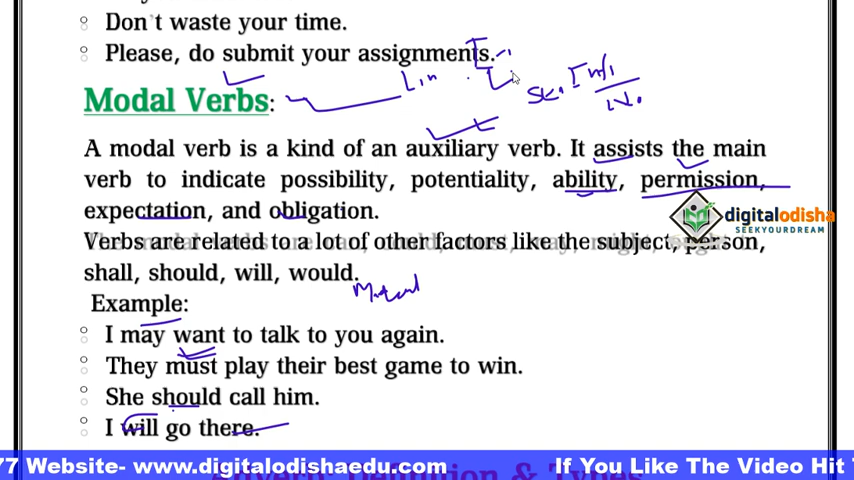 Don't waste your time.
Please, do submit your assignments.
Modal Verbs:
A modal verb is a kind of an auxiliary verb. It assists the main
verb to indicate possibility, potentiality, ability, permission,
expectation, and obligation.
Verbs are related to a lot of other factors like the subject, person,
shall, should, will, would.
Example:
I may want to talk to you again.
They must play their best game to win.
She should call him.
I will go there.
digitalodisha
SEEKYOURDREAM
77 Website- www.digitalodishaedu.com If You Like The Video Hit
Adverb, Definition & Types